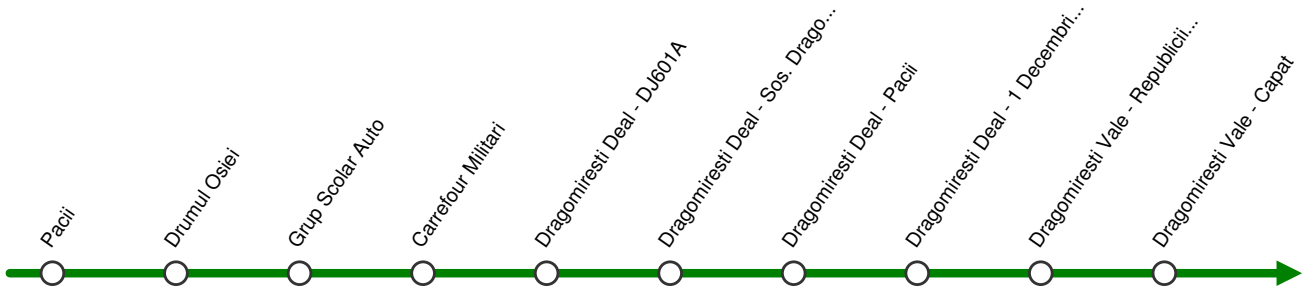 Pacii
Drumul Osiei
Grup Scolar Auto
Carrefour Militari
Dragomiresti Deal - DJ601A
Dragomiresti Deal - Sos. Drago...
Dragomiresti Deal - Pacii
Dragomiresti Deal - 1 Decembri...
Dragomiresti Vale - Republicii...
Dragomiresti Vale - Capat